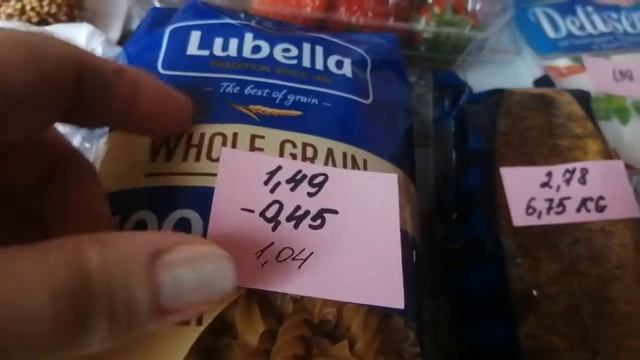 Lubella
TRADITION SINCE 1881
The best of grain
WHOLE GRAIN
1,49
-0,45
1,04
2,78
6,75 KG